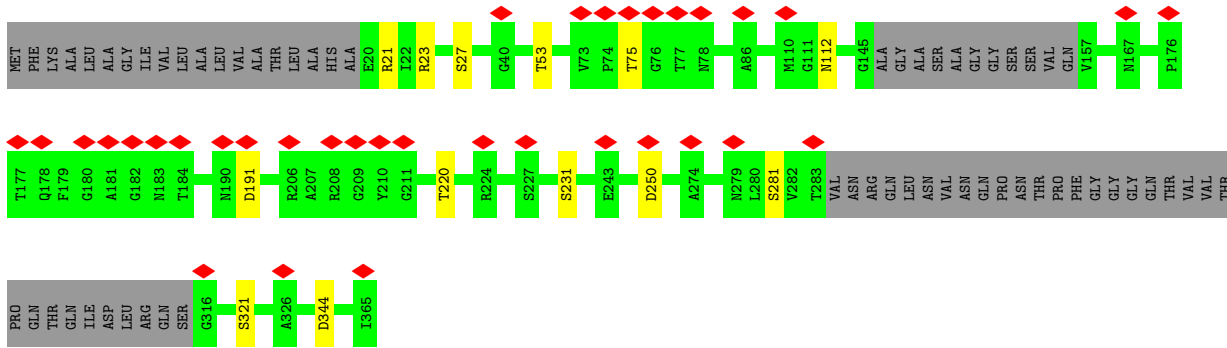 MET PHE LYS ALA LEU ALA ALA GLY ILE VAL LEU ALA LEU VAL ALA THR LEU ALA HIS ALA E20 R21 I22 R23 S27 G40 T53 V73 P74 T75 G76 T77 N78 A86 M110 G111 N112 G145 ALA GLY ALA SER ALA GLY GLY SER SER VAL GLN V157 N167 P176
T177 Q178 F179 G180 A181 G182 N183 T184 N190 D191 R206 A207 R208 G209 Y210 G211 T220 R224 S227 S231 E243 D250 A274 N279 L280 S281 V282 T283 VAL ASN ARG GLN LEU ASN VAL ASN GLN PRO ASN THR PRO PHE GLY GLY GLY GLN THR VAL VAL THR
PRO GLN THR GLN ILE ASP LEU ARG GLN SER G316 S321 A326 D344 I365